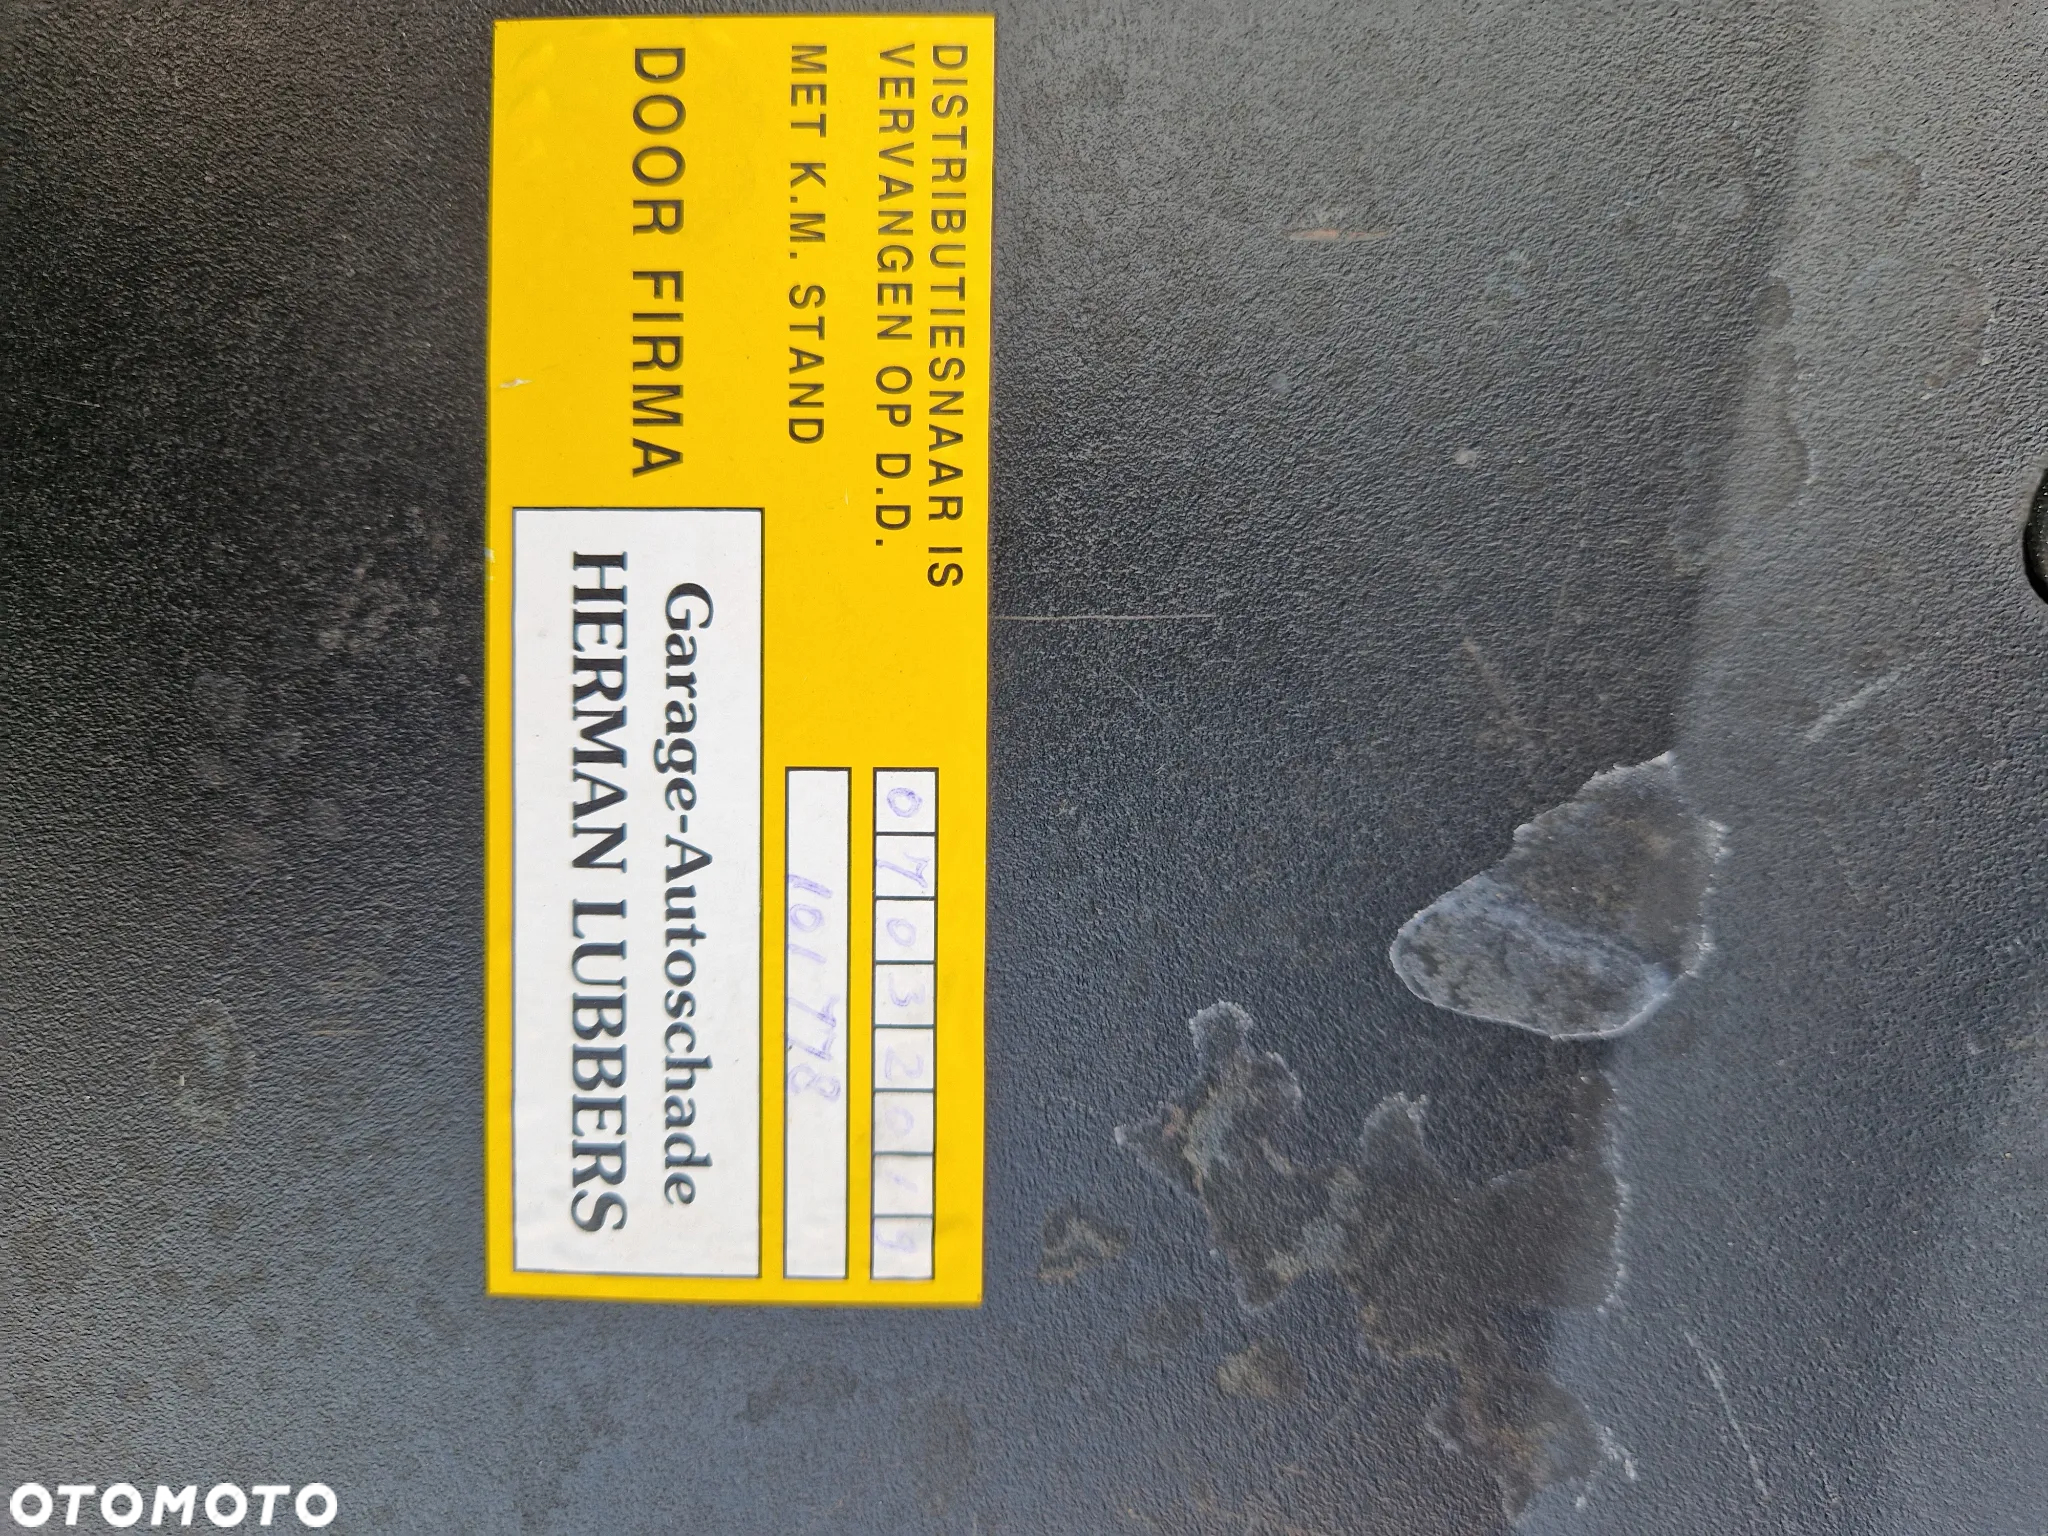 DISTRIBUTIESNAAR IS
VERVANGEN OP D.D. 07032019
MET K.M. STAND 101778
DOOR FIRMA
Garage-Autoschade
HERMAN LUBBERS
OTOMOTO